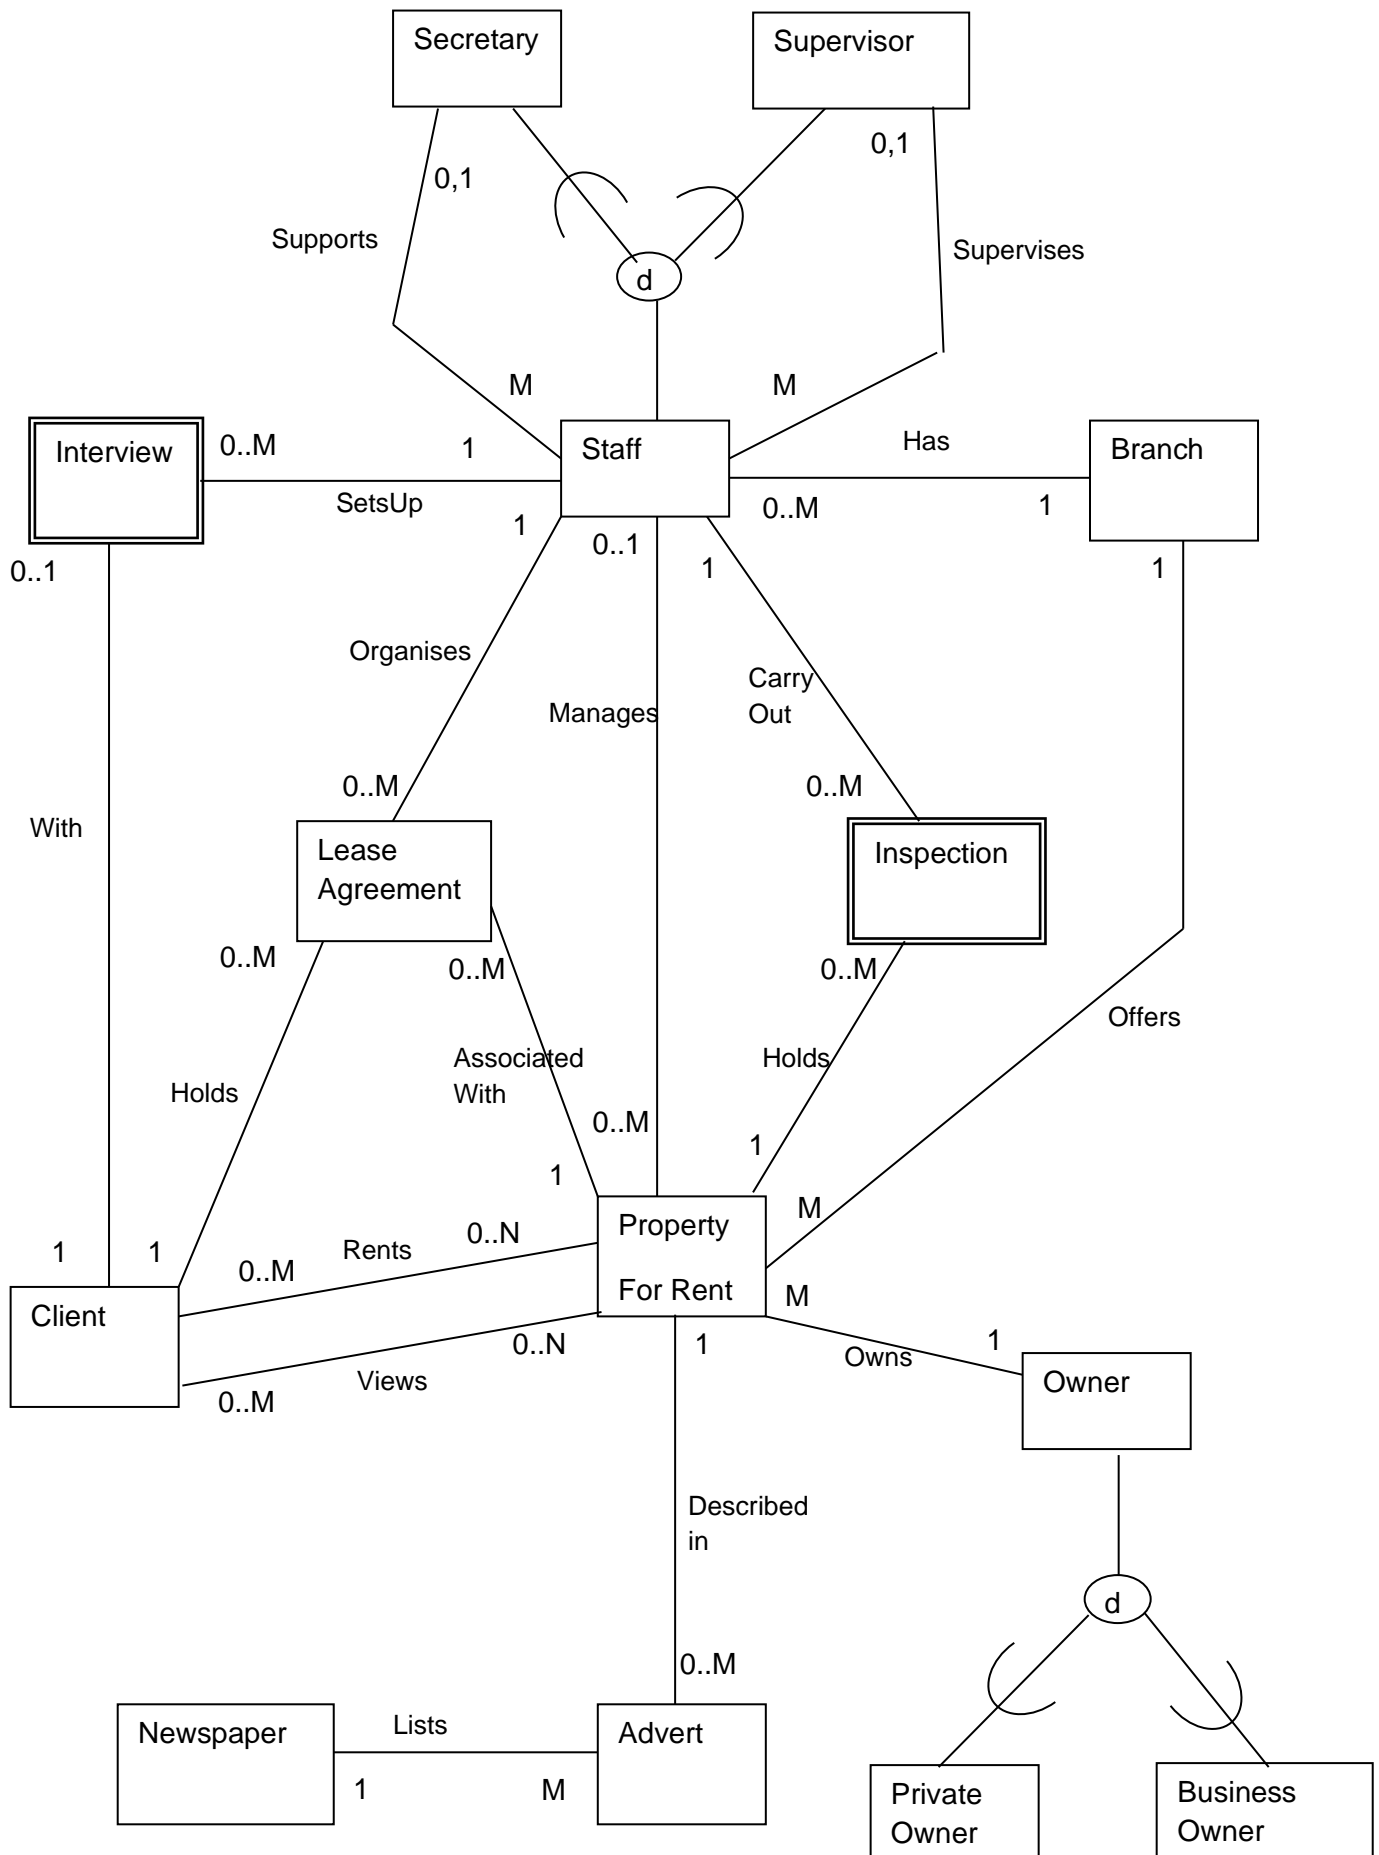 Secretary
Supervisor
0,1
0,1
Supports
Supervises
d
M
M
Interview
0..M
1
Staff
Has
Branch
SetsUp
0..M
1
0..1
1
0..1
1
1
Organises
Carry
Out
Manages
0..M
0..M
With
Lease
Agreement
Inspection
0..M
0..M
0..M
Offers
Associated
With
Holds
Holds
0..M
1
1
M
Property
For Rent
1
1
Rents
0..N
0..M
M
Client
0..N
1
1
Owns
Views
0..M
Owner
Described
in
d
0..M
Newspaper
Lists
Advert
1
M
Private
Owner
Business
Owner